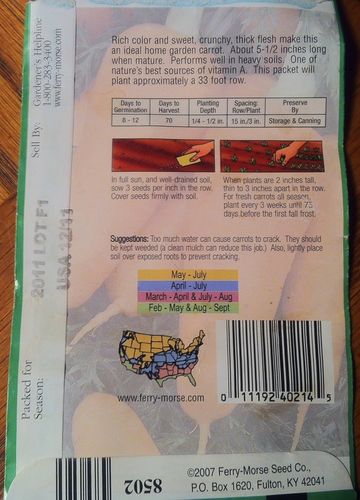 Rich color and sweet, crunchy, thick flesh make this
an ideal home garden carrot. About 5-1/2 inches long
when mature. Performs well in heavy soils. One of
nature's best sources of vitamin A. This packet will
plant approximately a 33 foot row.
Days to Germination
Days to Harvest
Planting Depth
Spacing: Row/Plant
Preserve By
8 - 12
70
1/4 - 1/2 in.
15 in./3 in.
Storage & Canning
In full sun, and well-drained soil,
sow 3 seeds per inch in the row.
Cover seeds firmly with soil.
When plants are 2 inches tall,
thin to 3 inches apart in the row.
For fresh carrots all season,
plant every 3 weeks until 75
days before the first fall frost.
Suggestions: Too much water can cause carrots to crack. They should
be kept weeded (a clean mulch can reduce this job.) Also, lightly place
soil over exposed roots to prevent cracking.
May - July
April - July
March - April & July - Aug
Feb - May & Aug - Sept
www.ferry-morse.com
0 11192 40214 5
©2007 Ferry-Morse Seed Co.,
P.O. Box 1620, Fulton, KY 42041
8502
Gardener's Helpline
1-800-283-3400
www.ferry-morse.com
Sell By:
2011 LOT F1
USA 12/11
Packed for
Season: